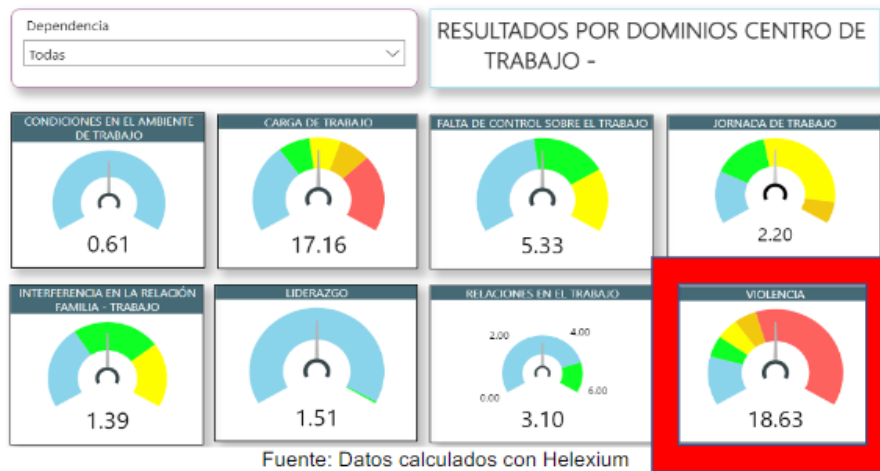 Dependencia
Todas
RESULTADOS POR DOMINIOS CENTRO DE
TRABAJO -
CONDICIONES EN EL AMBIENTE
DE TRABAJO
0.61
CARGA DE TRABAJO
17.16
FALTA DE CONTROL SOBRE EL TRABAJO
5.33
JORNADA DE TRABAJO
2.20
INTERFERENCIA EN LA RELACIÓN
FAMILIA - TRABAJO
1.39
LIDERAZGO
1.51
RELACIONES EN EL TRABAJO
2.00
4.00
0.00
6.00
3.10
VIOLENCIA
18.63
Fuente: Datos calculados con Helexium